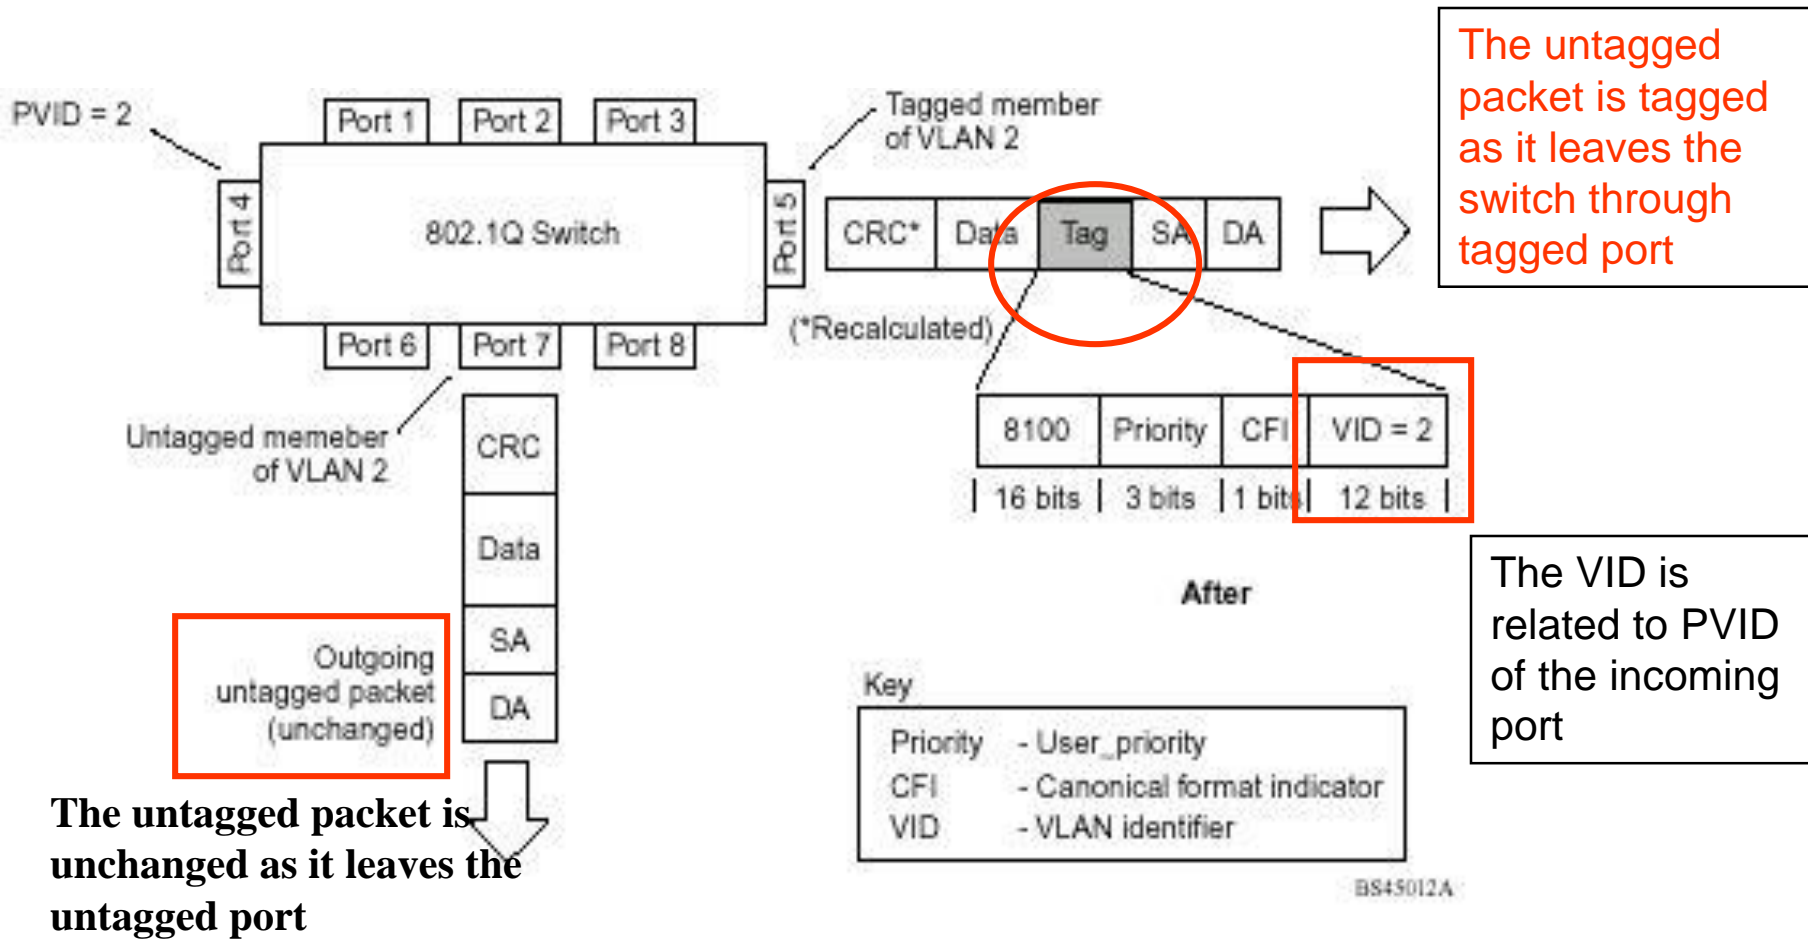 The untagged
packet is tagged
as it leaves the
switch through
tagged port
PVID = 2
Port 1
Port 2
Port 3
Tagged member
of VLAN 2
Port 4
802.1Q Switch
Port 5
CRC*
Data
Tag
SA
DA
(*Recalculated)
Port 6
Port 7
Port 8
Untagged memeber
of VLAN 2
8100
Priority
CFI
VID = 2
16 bits
3 bits
1 bits
12 bits
CRC
Data
SA
DA
Outgoing
untagged packet
(unchanged)
The untagged packet is
unchanged as it leaves the
untagged port
After
The VID is
related to PVID
of the incoming
port
Key
Priority - User_priority
CFI - Canonical format indicator
VID - VLAN identifier
BS45012A